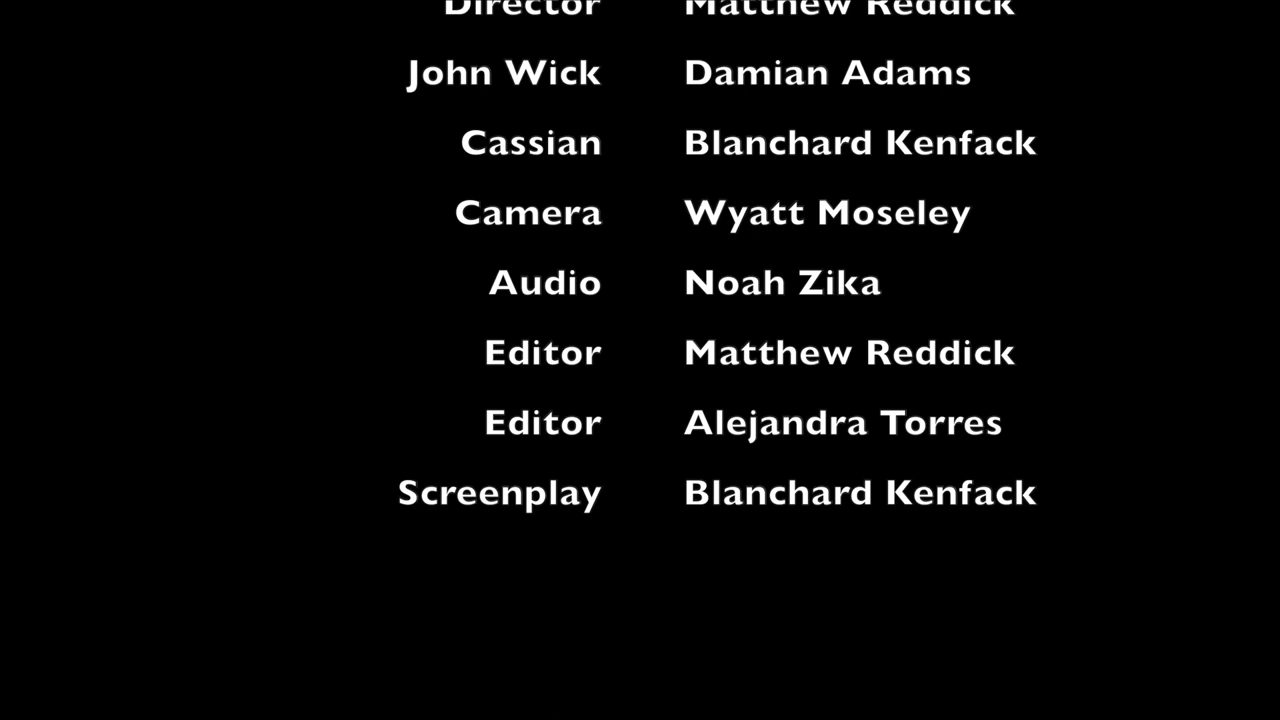 Director Matthew Reddick
John Wick Damian Adams
Cassian Blanchard Kenfack
Camera Wyatt Moseley
Audio Noah Zika
Editor Matthew Reddick
Editor Alejandra Torres
Screenplay Blanchard Kenfack